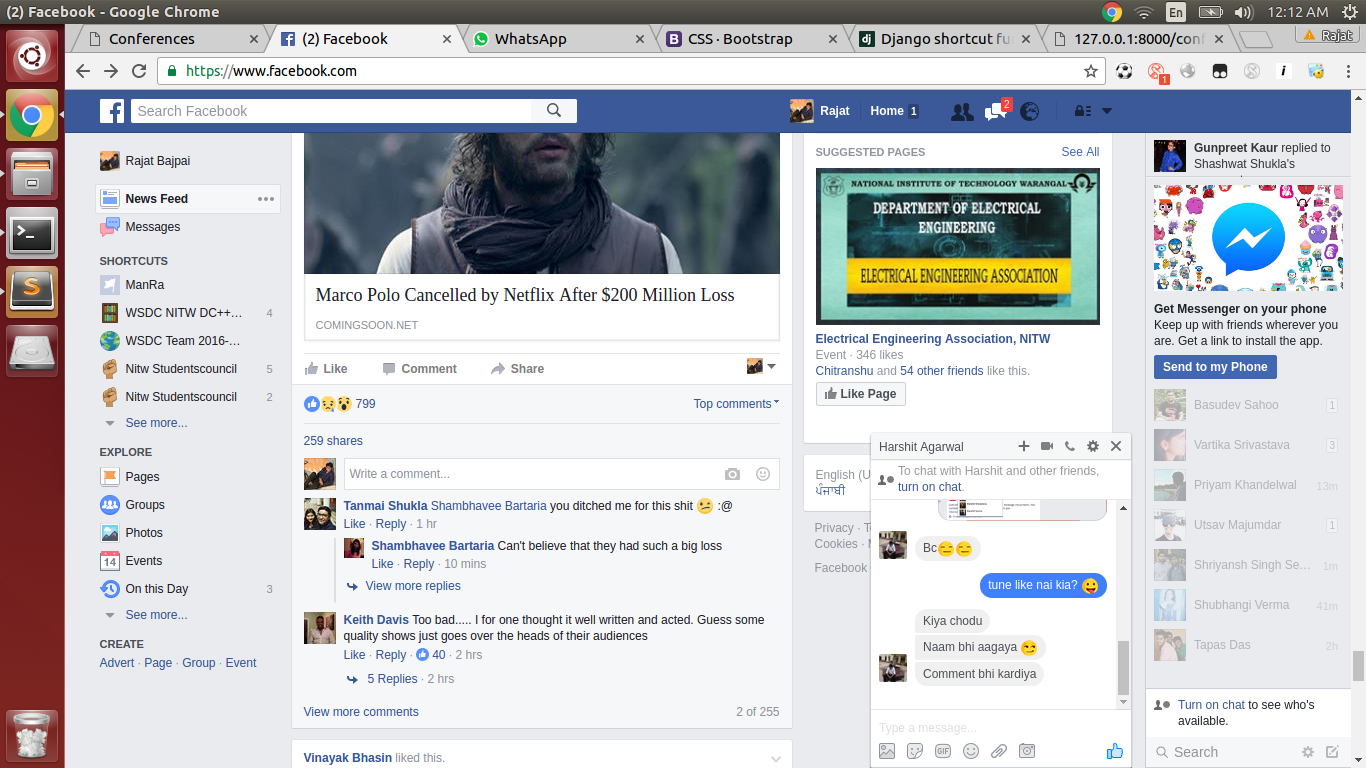 (2) Facebook - Google Chrome
En
12:12 AM
Conferences
(2) Facebook
WhatsApp
CSS · Bootstrap
Django shortcut fu
127.0.0.1:8000/conf
Rajat
https://www.facebook.com
1
Search Facebook
Rajat
Home 1
2
Rajat Bajpai
News Feed
Messages
SHORTCUTS
ManRa
WSDC NITW DC++... 4
WSDC Team 2016-...
Nitw Studentscouncil 5
Nitw Studentscouncil 2
See more...
EXPLORE
Pages
Groups
Photos
14 Events
On this Day 3
See more...
CREATE
Advert · Page · Group · Event
Marco Polo Cancelled by Netflix After $200 Million Loss
COMINGSOON.NET
Like Comment Share
799
Top comments
259 shares
Write a comment...
Tanmai Shukla Shambhavee Bartaria you ditched me for this shit 😕 :@
Like · Reply · 1 hr
Shambhavee Bartaria Can't believe that they had such a big loss
Like · Reply · 10 mins
View more replies
Keith Davis Too bad..... I for one thought it well written and acted. Guess some
quality shows just goes over the heads of their audiences
Like · Reply · 40 · 2 hrs
5 Replies · 2 hrs
View more comments
2 of 255
Vinayak Bhasin liked this.
SUGGESTED PAGES
See All
NATIONAL INSTITUTE OF TECHNOLOGY WARANGAL
DEPARTMENT OF ELECTRICAL
ENGINEERING
ELECTRICAL ENGINEERING ASSOCIATION
Electrical Engineering Association, NITW
Event · 346 likes
Chitranshu and 54 other friends like this.
Like Page
English (U
ਪੰਜਾਬੀ
Privacy ·
Cookies ·
Facebook
Harshit Agarwal
To chat with Harshit and other friends,
turn on chat.
Bc😑😑
tune like nai kia? 😛
Kiya chodu
Naam bhi aagaya 😏
Comment bhi kardiya
Type a message...
GIF
Gunpreet Kaur replied to
Shashwat Shukla's
Get Messenger on your phone
Keep up with friends wherever you
are. Get a link to install the app.
Send to my Phone
Basudev Sahoo 1
Vartika Srivastava 3
Priyam Khandelwal 13m
Utsav Majumdar 1
Shriyansh Singh Se... 1m
Shubhangi Verma 41m
Tapas Das 2h
Turn on chat to see who's
available.
Search